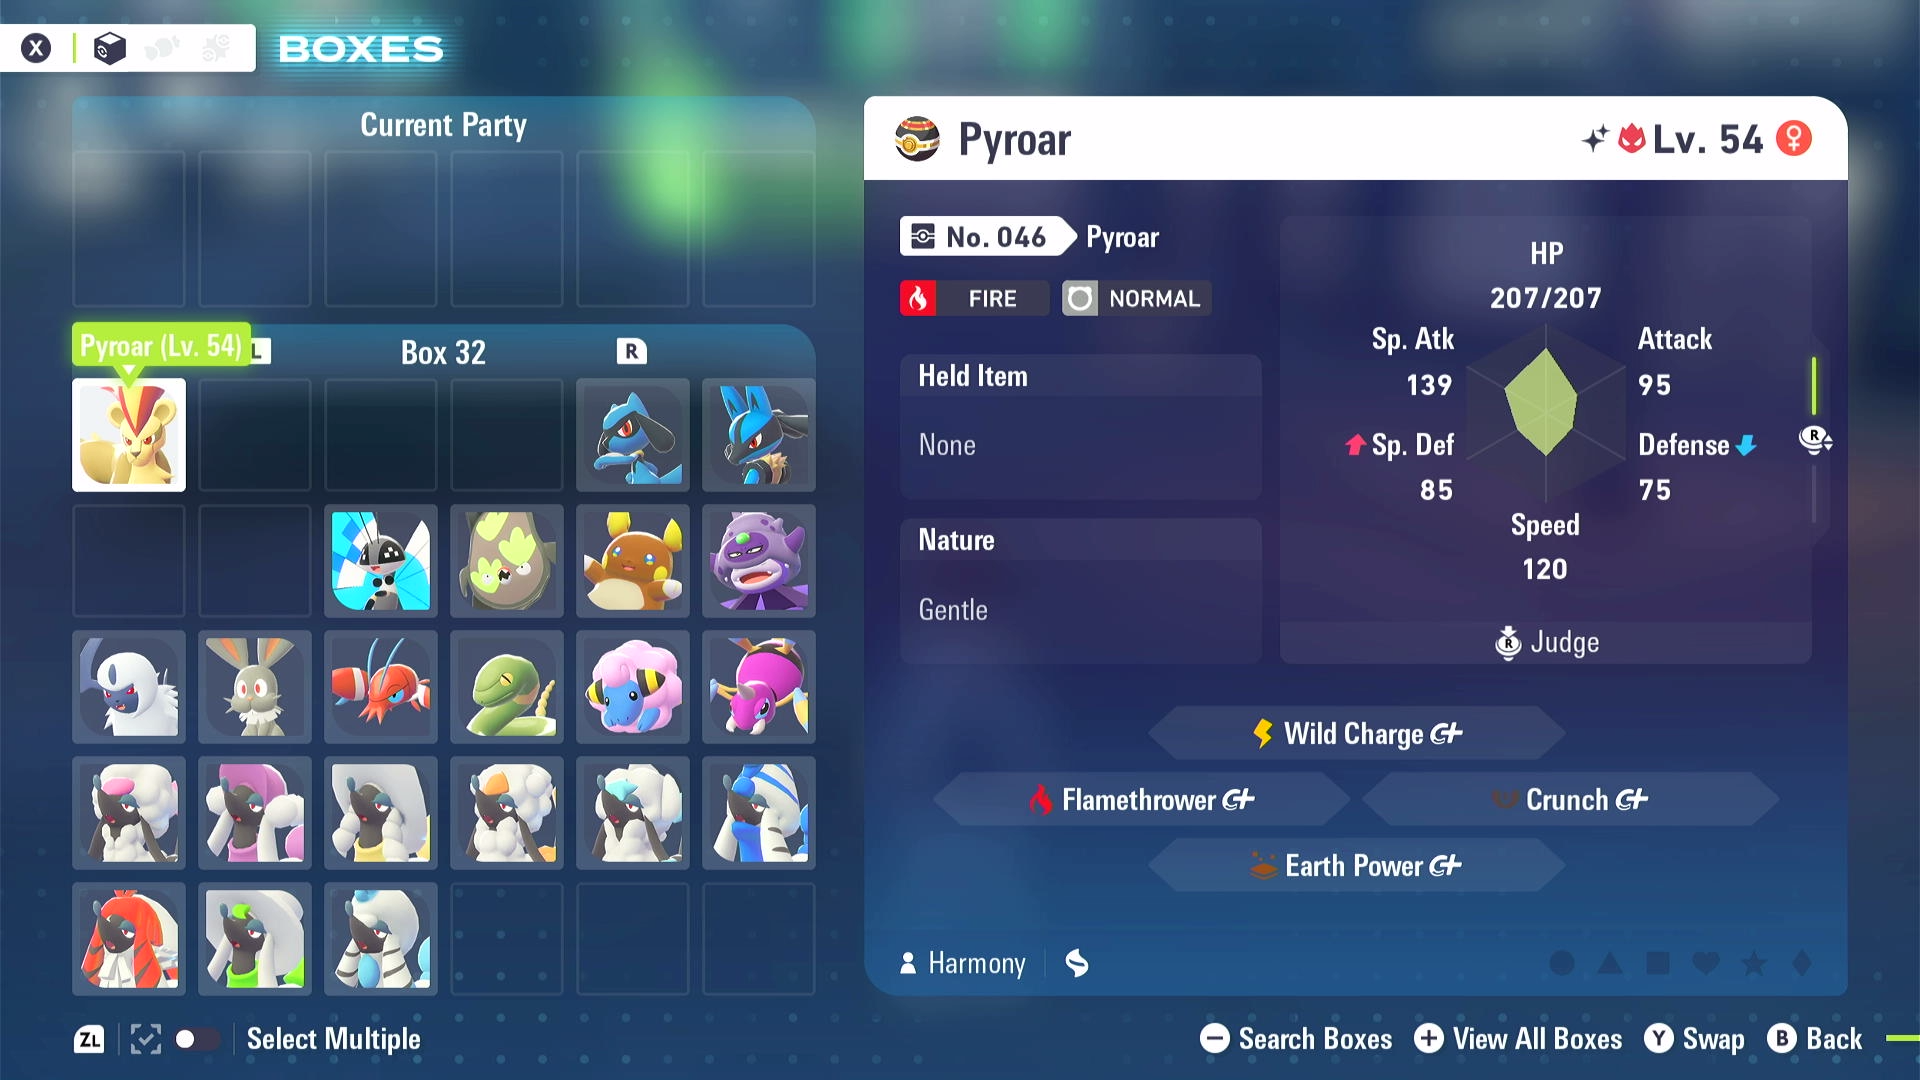 X
BOXES
Current Party
Pyroar (Lv. 54)
L
Box 32
R
Pyroar
Lv. 54
No. 046
Pyroar
FIRE
NORMAL
Held Item
None
Nature
Gentle
HP
207/207
Sp. Atk
139
Attack
95
Sp. Def
85
Defense
75
Speed
120
R
R Judge
Wild Charge
Flamethrower
Crunch
Earth Power
Harmony
ZL
Select Multiple
Search Boxes
View All Boxes
Y Swap
B Back